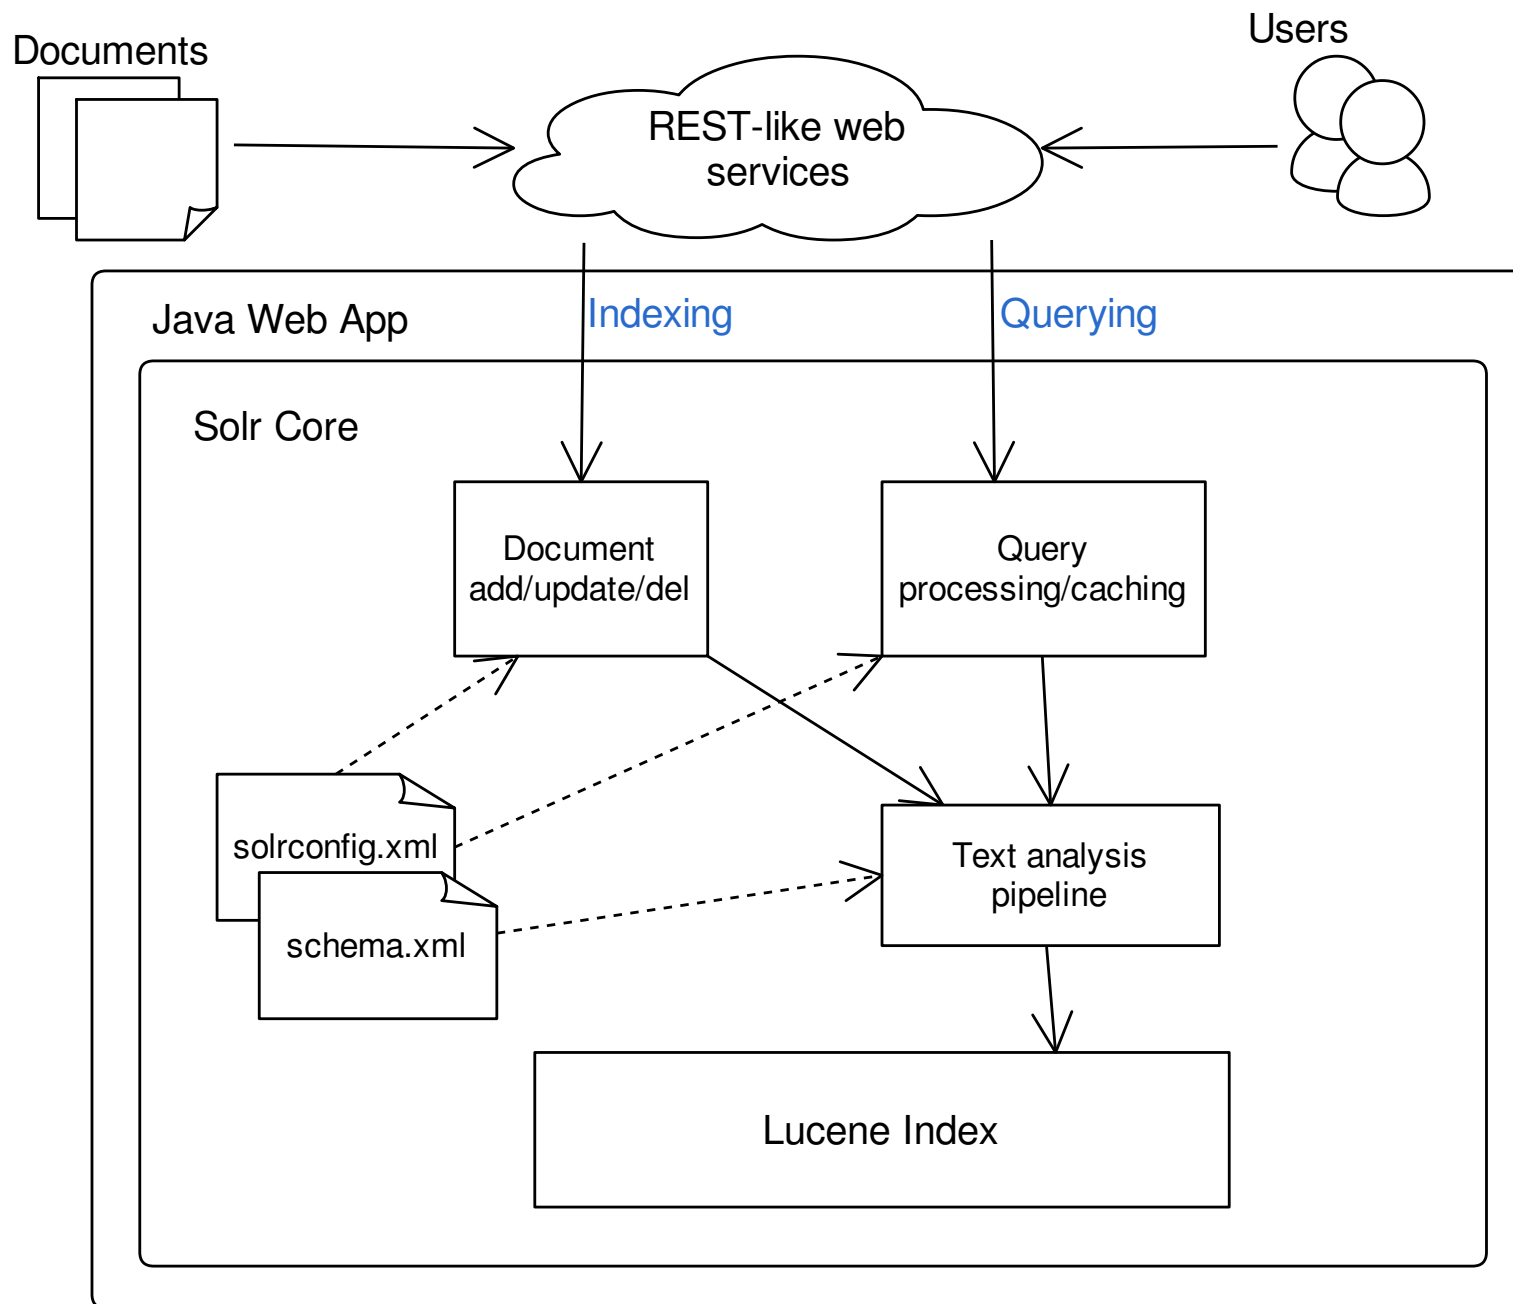 Documents
Users
REST-like web
services
Java Web App
Indexing
Querying
Solr Core
Document
add/update/del
Query
processing/caching
solrconfig.xml
schema.xml
Text analysis
pipeline
Lucene Index